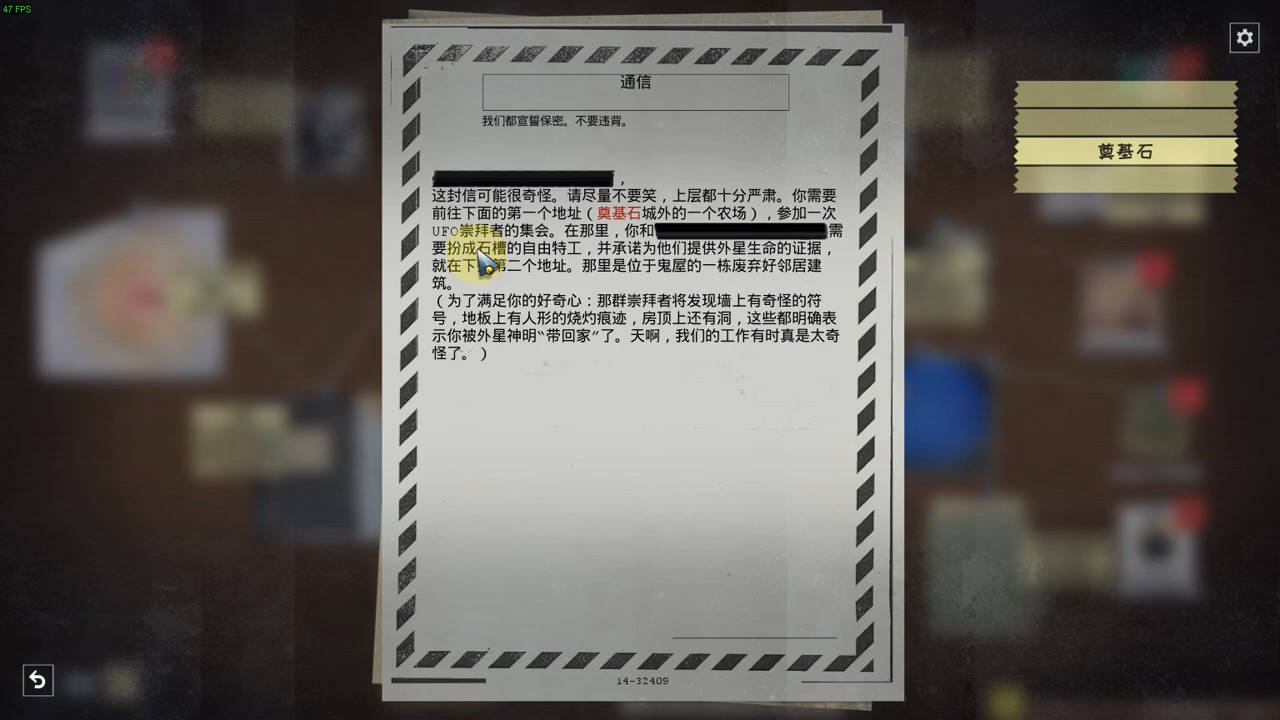 47 FPS
通信
我们都宣誓保密。不要违背。
奠基石
，
这封信可能很奇怪。请尽量不要笑，上层都十分严肃。你需要
前往下面的第一个地址（奠基石城外的一个农场），参加一次
UFO崇拜者的集会。在那里，你和 需
要扮成石槽的自由特工，并承诺为他们提供外星生命的证据，
就在下 第二个地址。那里是位于鬼屋的一栋废弃好邻居建
筑。
（为了满足你的好奇心：那群崇拜者将发现墙上有奇怪的符
号，地板上有人形的烧灼痕迹，房顶上还有洞，这些都明确表
示你被外星神明“带回家”了。天啊，我们的工作有时真是太奇
怪了。）
14-32409